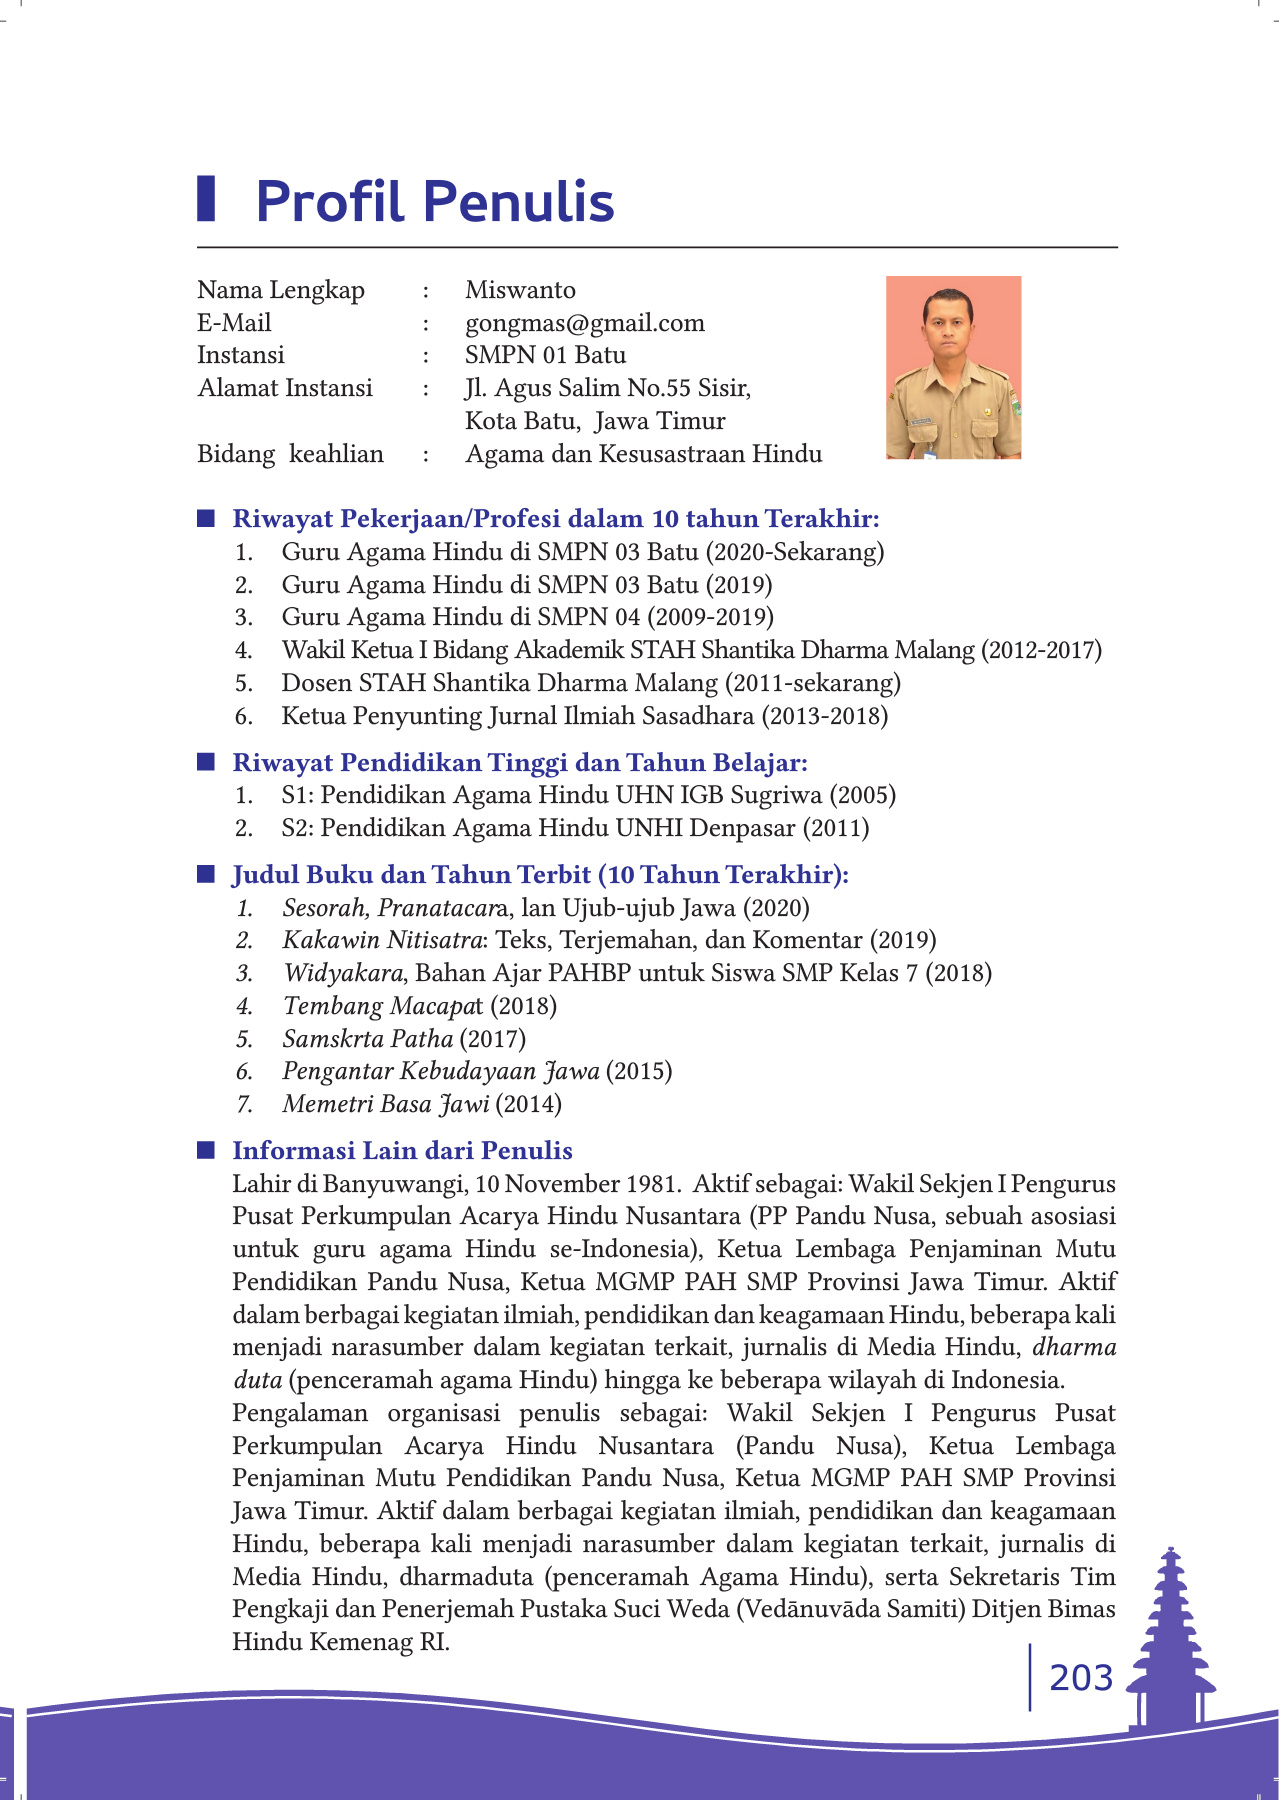 Profil Penulis
Nama Lengkap : Miswanto
E-Mail : gongmas@gmail.com
Instansi : SMPN 01 Batu
Alamat Instansi : Jl. Agus Salim No.55 Sisir,
Kota Batu, Jawa Timur
Bidang keahlian : Agama dan Kesusastraan Hindu
Riwayat Pekerjaan/Profesi dalam 10 tahun Terakhir:
1. Guru Agama Hindu di SMPN 03 Batu (2020-Sekarang)
2. Guru Agama Hindu di SMPN 03 Batu (2019)
3. Guru Agama Hindu di SMPN 04 (2009-2019)
4. Wakil Ketua I Bidang Akademik STAH Shantika Dharma Malang (2012-2017)
5. Dosen STAH Shantika Dharma Malang (2011-sekarang)
6. Ketua Penyunting Jurnal Ilmiah Sasadhara (2013-2018)
Riwayat Pendidikan Tinggi dan Tahun Belajar:
1. S1: Pendidikan Agama Hindu UHN IGB Sugriwa (2005)
2. S2: Pendidikan Agama Hindu UNHI Denpasar (2011)
Judul Buku dan Tahun Terbit (10 Tahun Terakhir):
1. Sesorah, Pranatacara, lan Ujub-ujub Jawa (2020)
2. Kakawin Nitisatra: Teks, Terjemahan, dan Komentar (2019)
3. Widyakara, Bahan Ajar PAHBP untuk Siswa SMP Kelas 7 (2018)
4. Tembang Macapat (2018)
5. Samskrta Patha (2017)
6. Pengantar Kebudayaan Jawa (2015)
7. Memetri Basa Jawi (2014)
Informasi Lain dari Penulis
Lahir di Banyuwangi, 10 November 1981. Aktif sebagai: Wakil Sekjen I Pengurus
Pusat Perkumpulan Acarya Hindu Nusantara (PP Pandu Nusa, sebuah asosiasi
untuk guru agama Hindu se-Indonesia), Ketua Lembaga Penjaminan Mutu
Pendidikan Pandu Nusa, Ketua MGMP PAH SMP Provinsi Jawa Timur. Aktif
dalam berbagai kegiatan ilmiah, pendidikan dan keagamaan Hindu, beberapa kali
menjadi narasumber dalam kegiatan terkait, jurnalis di Media Hindu, dharma
duta (penceramah agama Hindu) hingga ke beberapa wilayah di Indonesia.
Pengalaman organisasi penulis sebagai: Wakil Sekjen I Pengurus Pusat
Perkumpulan Acarya Hindu Nusantara (Pandu Nusa), Ketua Lembaga
Penjaminan Mutu Pendidikan Pandu Nusa, Ketua MGMP PAH SMP Provinsi
Jawa Timur. Aktif dalam berbagai kegiatan ilmiah, pendidikan dan keagamaan
Hindu, beberapa kali menjadi narasumber dalam kegiatan terkait, jurnalis di
Media Hindu, dharmaduta (penceramah Agama Hindu), serta Sekretaris Tim
Pengkaji dan Penerjemah Pustaka Suci Weda (Vedānuvāda Samiti) Ditjen Bimas
Hindu Kemenag RI.
203